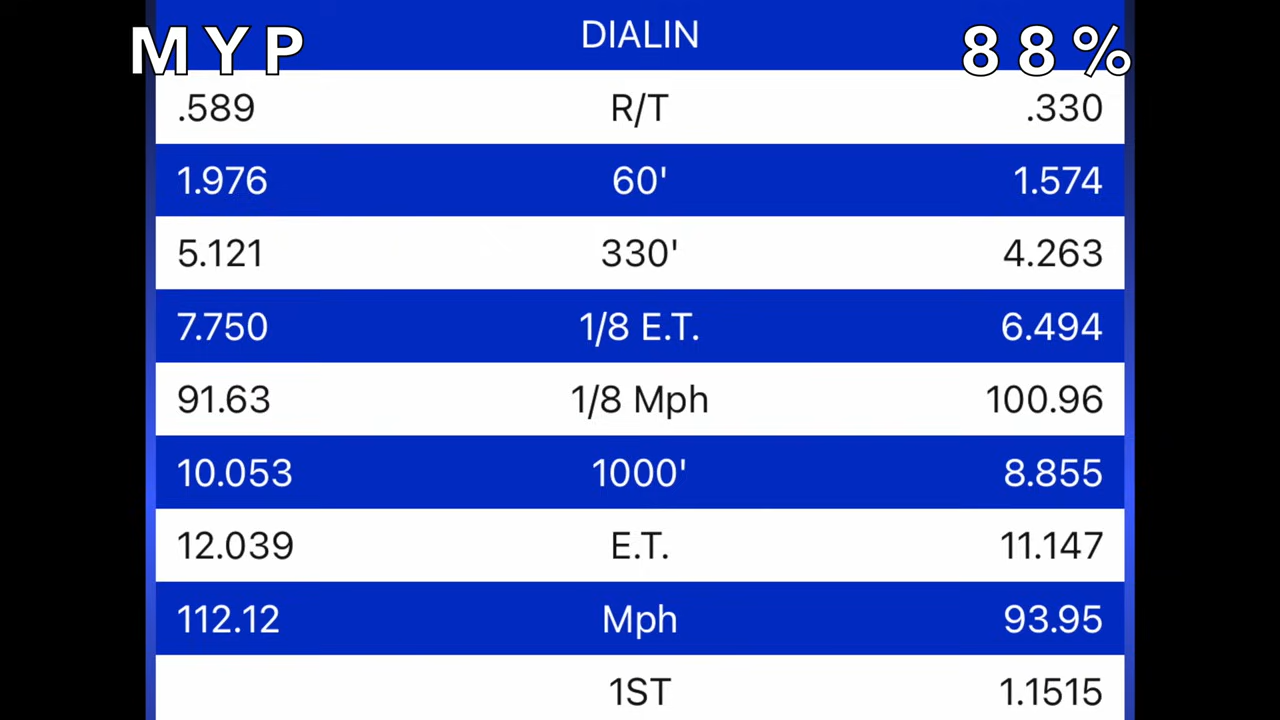 MYP DIALIN 88%
.589 R/T .330
1.976 60' 1.574
5.121 330' 4.263
7.750 1/8 E.T. 6.494
91.63 1/8 Mph 100.96
10.053 1000' 8.855
12.039 E.T. 11.147
112.12 Mph 93.95
1ST 1.1515